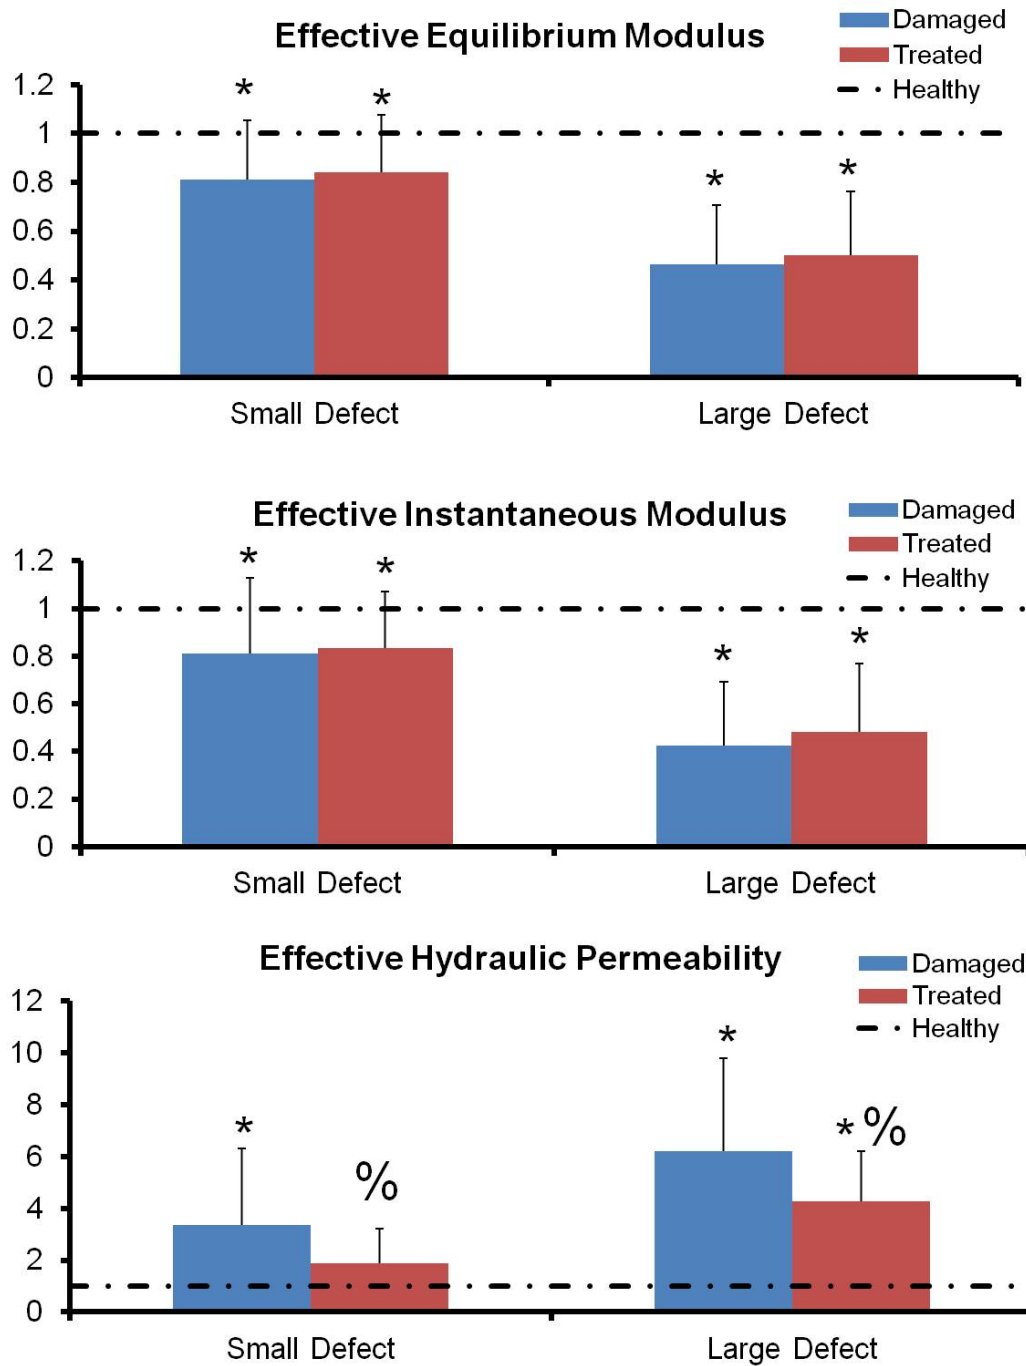 Effective Equilibrium Modulus
Damaged
Treated
Healthy
1.2
1
0.8
0.6
0.4
0.2
0
* * * *
Small Defect Large Defect
Effective Instantaneous Modulus
Damaged
Treated
Healthy
1.2
1
0.8
0.6
0.4
0.2
0
* * * *
Small Defect Large Defect
Effective Hydraulic Permeability
Damaged
Treated
Healthy
12
10
8
6
4
2
0
* % * *%
Small Defect Large Defect